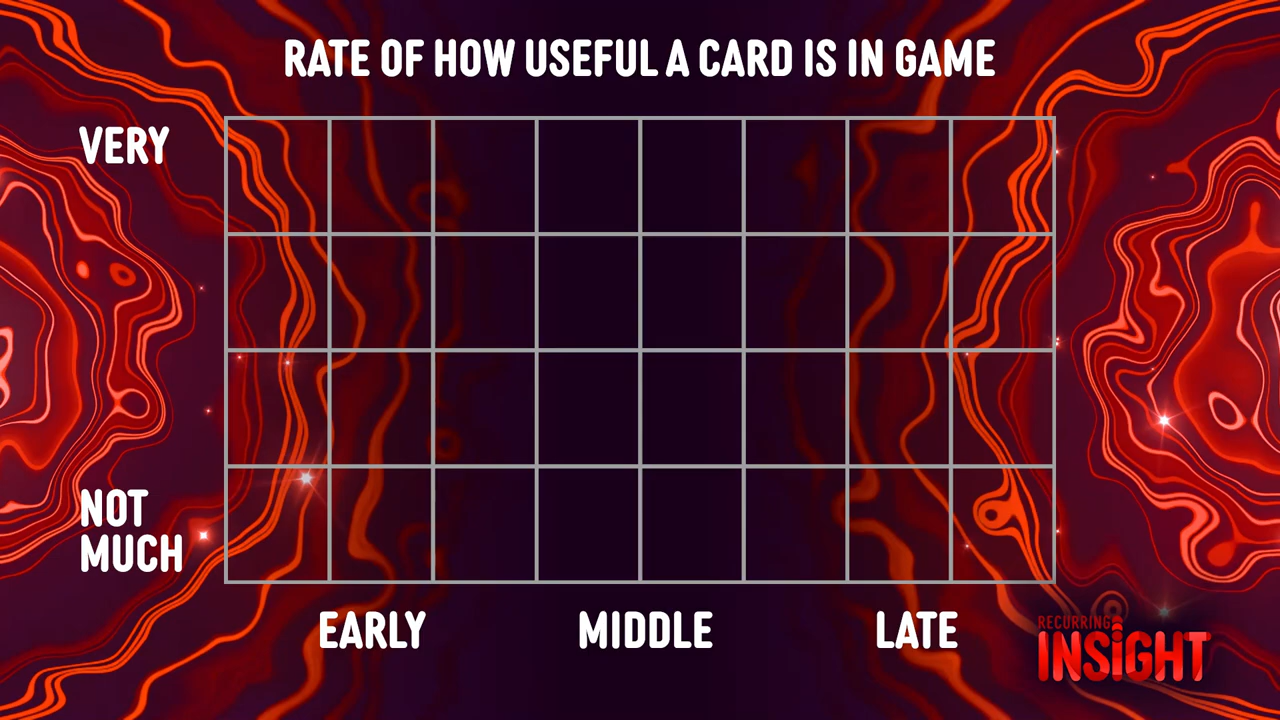 RATE OF HOW USEFUL A CARD IS IN GAME
VERY
NOT
MUCH
EARLY MIDDLE LATE
RECURRING
INSIGHT